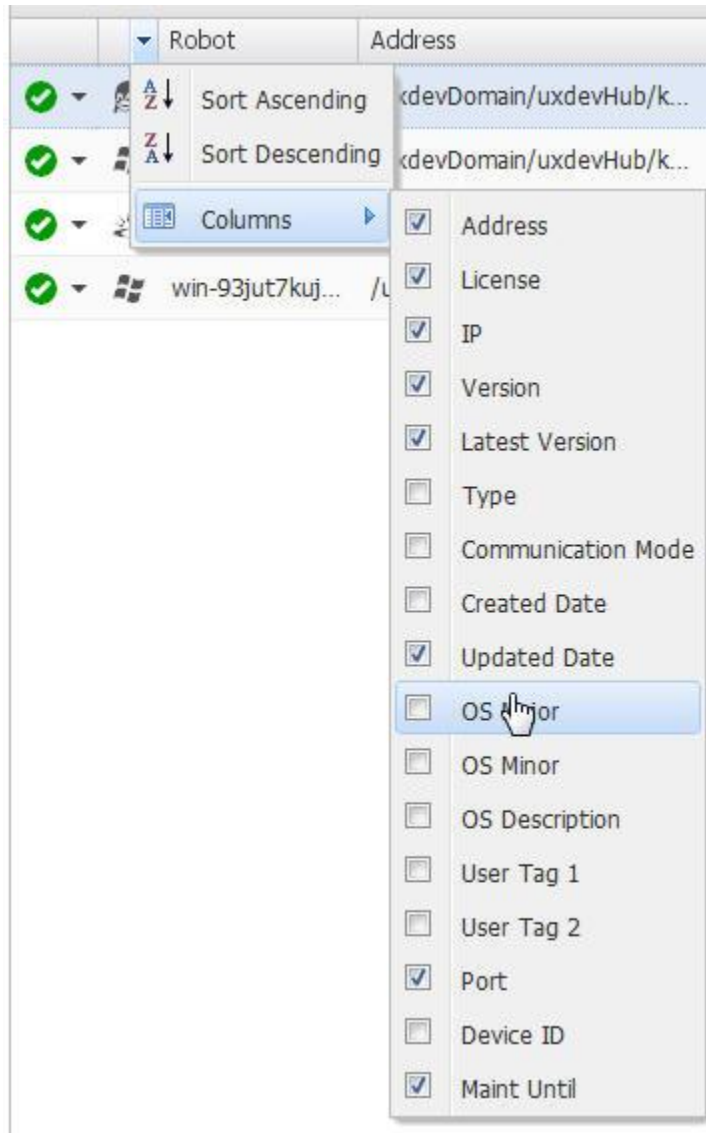 Robot Address
Sort Ascending
xdevDomain/uxdevHub/k...
Sort Descending
xdevDomain/uxdevHub/k...
Columns
Address
License
win-93jut7kuj... /u
IP
Version
Latest Version
Type
Communication Mode
Created Date
Updated Date
OS Major
OS Minor
OS Description
User Tag 1
User Tag 2
Port
Device ID
Maint Until